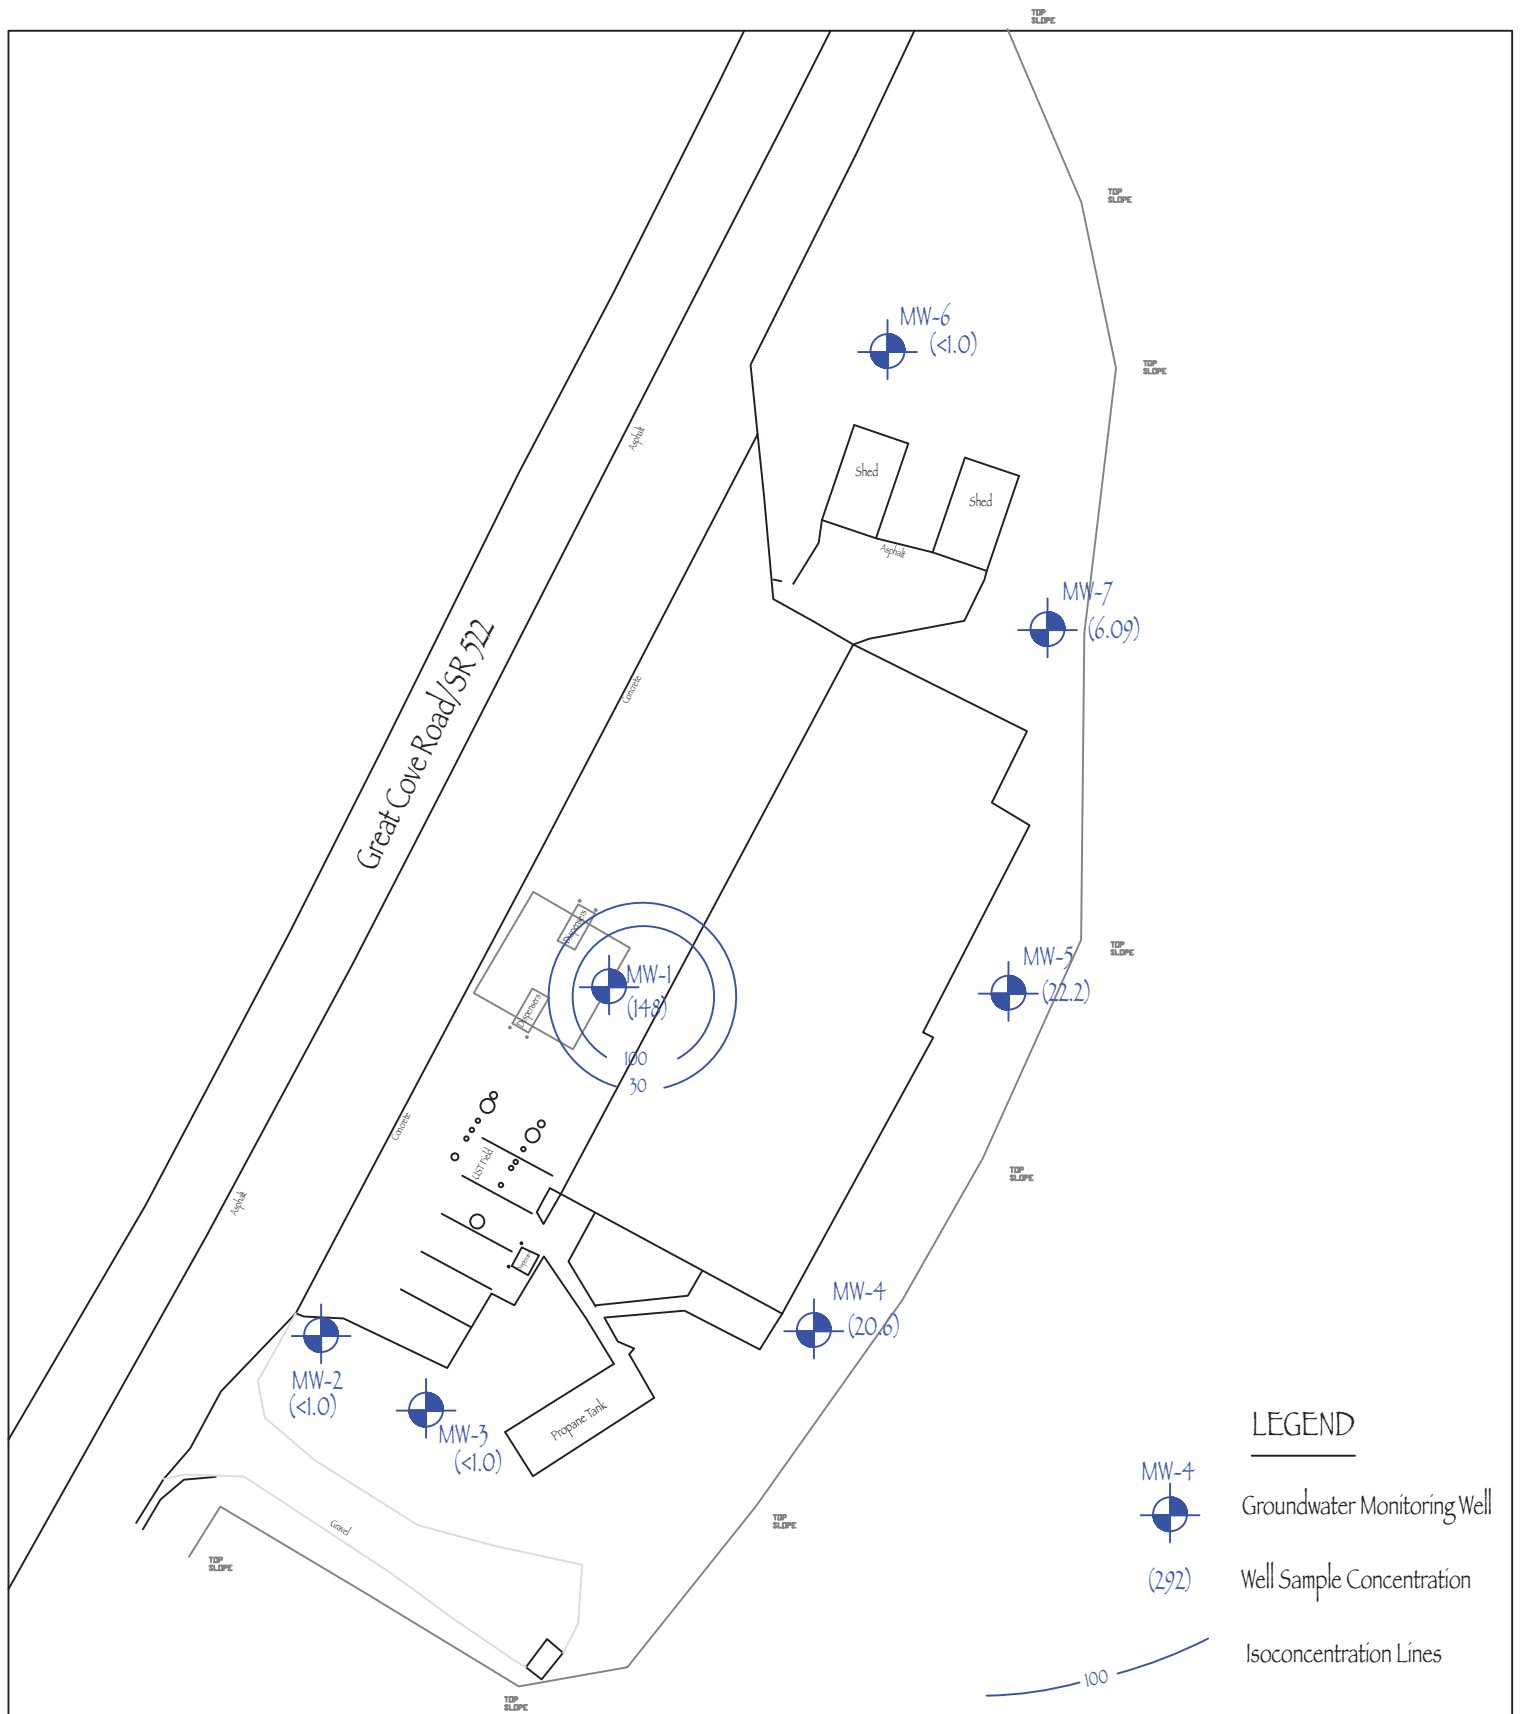 TOP
SLOPE
TOP
SLOPE
MW-6
(<1.0)
TOP
SLOPE
Asphalt
Shed
Shed
Asphalt
MW-7
(6.09)
Great Cove Road/SR 522
Concrete
Dispensers
TOP
SLOPE
MW-5
(22.2)
MW-1
(148)
Dispensers
100
30
Concrete
UST Field
TOP
SLOPE
Asphalt
MW-4
(20.6)
MW-2
(<1.0)
MW-3
(<1.0)
Propane Tank
LEGEND
MW-4
Groundwater Monitoring Well
(292)
Well Sample Concentration
Isoconcentration Lines
100
TOP
SLOPE
Gravel
TOP
SLOPE
TOP
SLOPE